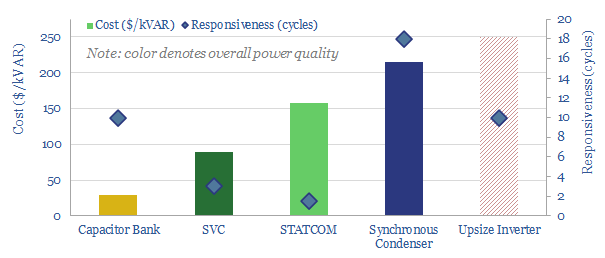 Cost ($/kVAR)
Responsiveness (cycles)
Note: color denotes overall power quality
Cost ($/kVAR)
250
200
150
100
50
0
20
18
16
14
12
10
8
6
4
2
0
Responsiveness (cycles)
Capacitor Bank
SVC
STATCOM
Synchronous
Condenser
Upsize Inverter